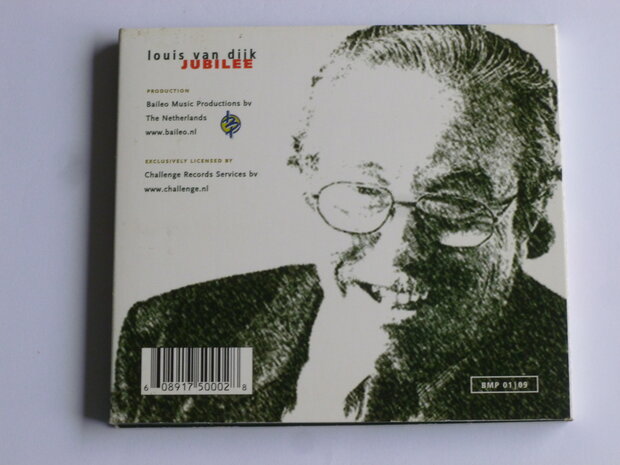 louis van dijk
JUBILEE
PRODUCTION
Baileo Music Productions bv
The Netherlands
www.baileo.nl
EXCLUSIVELY LICENSED BY
Challenge Records Services bv
www.challenge.nl
6 08917 50002 8
BMP 01|09